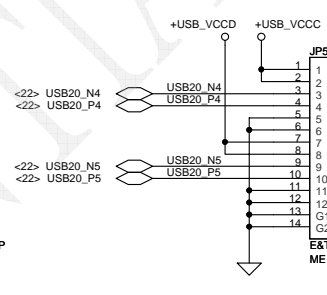 +USB_VCCD +USB_VCCC
JP5
1 1
2 2
<22> USB20_N4 USB20_N4 3 3
<22> USB20_P4 USB20_P4 4 4
5 5
6 6
7 7
8 8
<22> USB20_N5 USB20_N5 9 9
<22> USB20_P5 USB20_P5 10 10
11 11
12 12
13 G1
14 G2
P E&T
ME